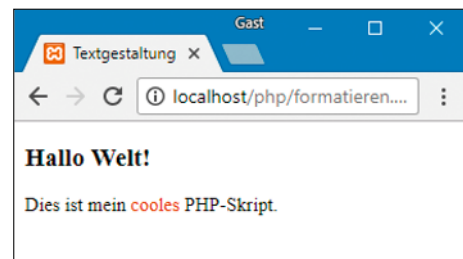 Gast
Textgestaltung
localhost/php/formatieren....
Hallo Welt!
Dies ist mein cooles PHP-Skript.